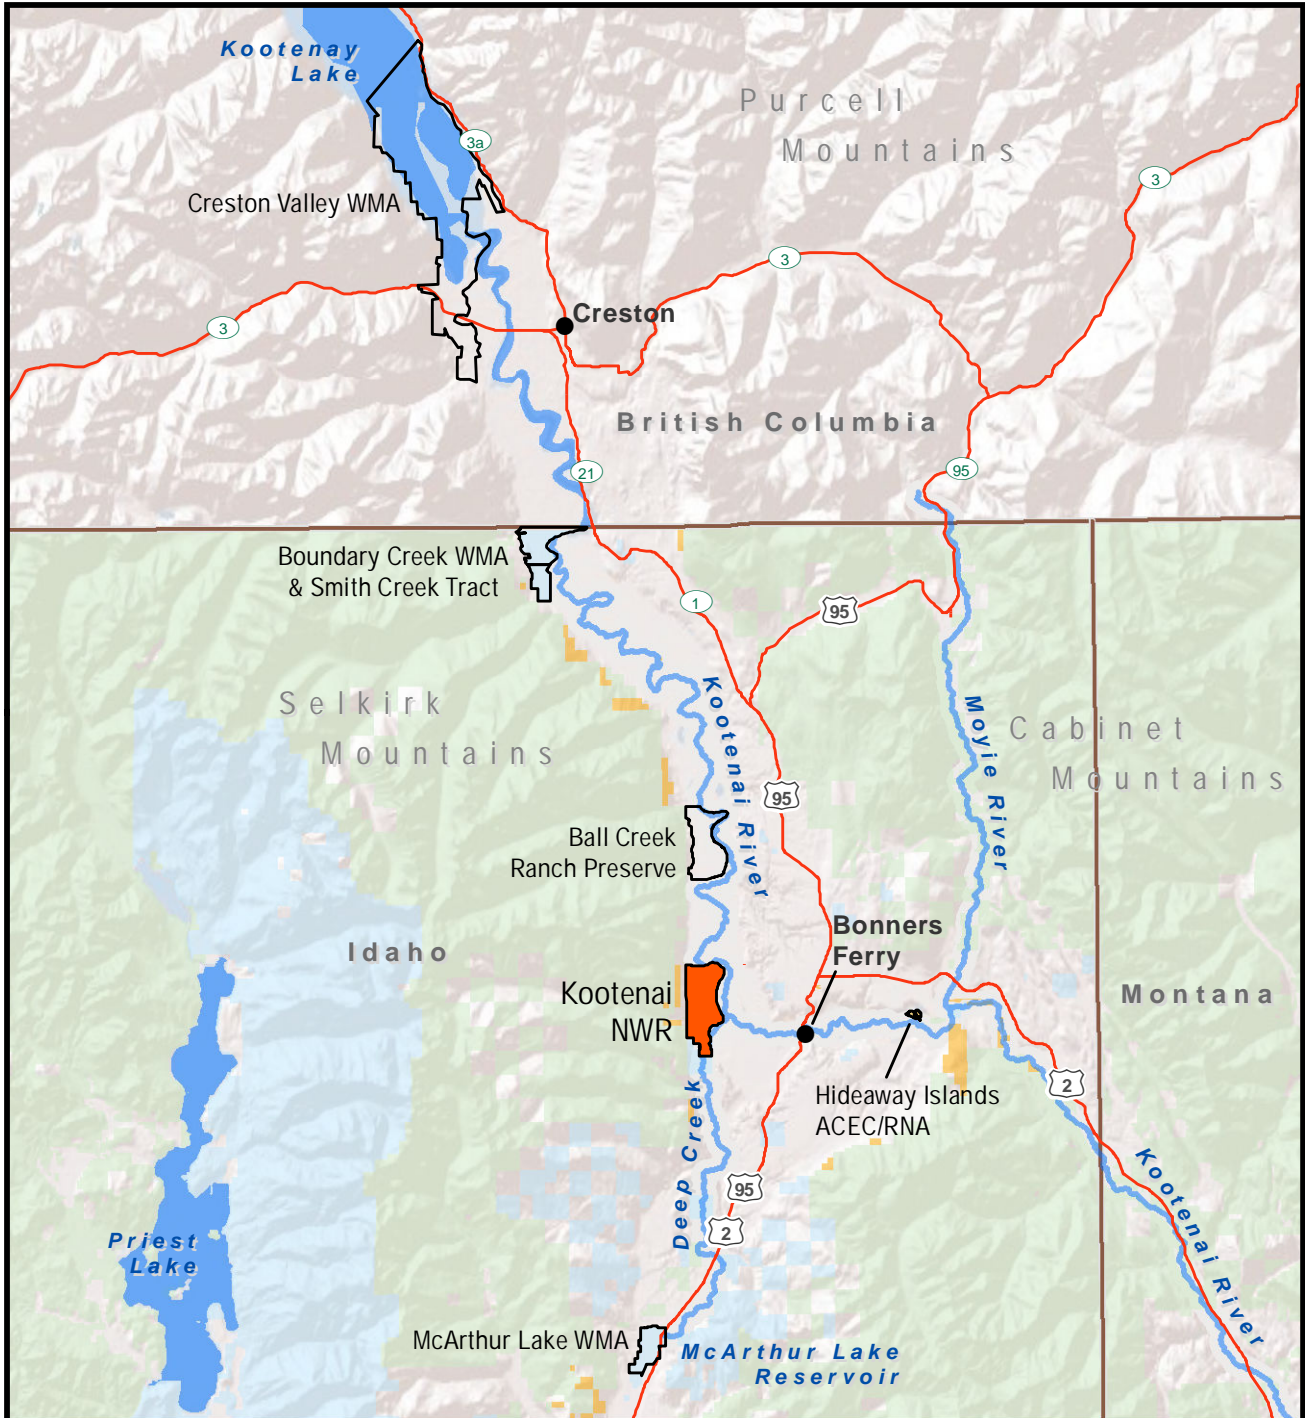 Kootenay
Lake
Purcell
Mountains
3a
3
Creston Valley WMA
3
3
Creston
British Columbia
21
95
Boundary Creek WMA
& Smith Creek Tract
1
95
Selkirk
Mountains
Kootenai River
Moyie River
Cabinet
Mountains
95
Ball Creek
Ranch Preserve
Idaho
Bonners
Ferry
Kootenai
NWR
Montana
2
Hideaway Islands
ACEC/RNA
Deep Creek
95
2
Kootenai River
Priest
Lake
McArthur Lake WMA
McArthur Lake
Reservoir